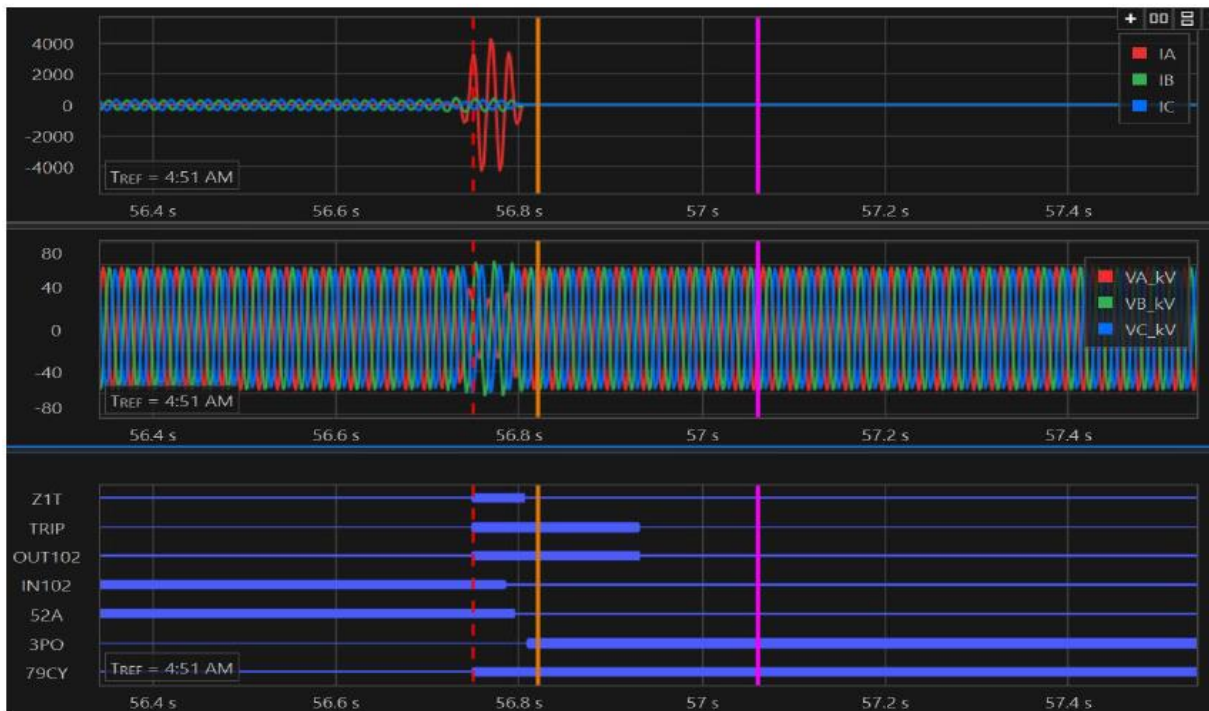 4000
2000
0
-2000
-4000
IA
IB
IC
TREF = 4:51 AM
56.4 s 56.6 s 56.8 s 57 s 57.2 s 57.4 s
80
40
0
-40
-80
VA_kV
VB_kV
VC_kV
TREF = 4:51 AM
56.4 s 56.6 s 56.8 s 57 s 57.2 s 57.4 s
Z1T
TRIP
OUT102
IN102
52A
3PO
79CY
TREF = 4:51 AM
56.4 s 56.6 s 56.8 s 57 s 57.2 s 57.4 s